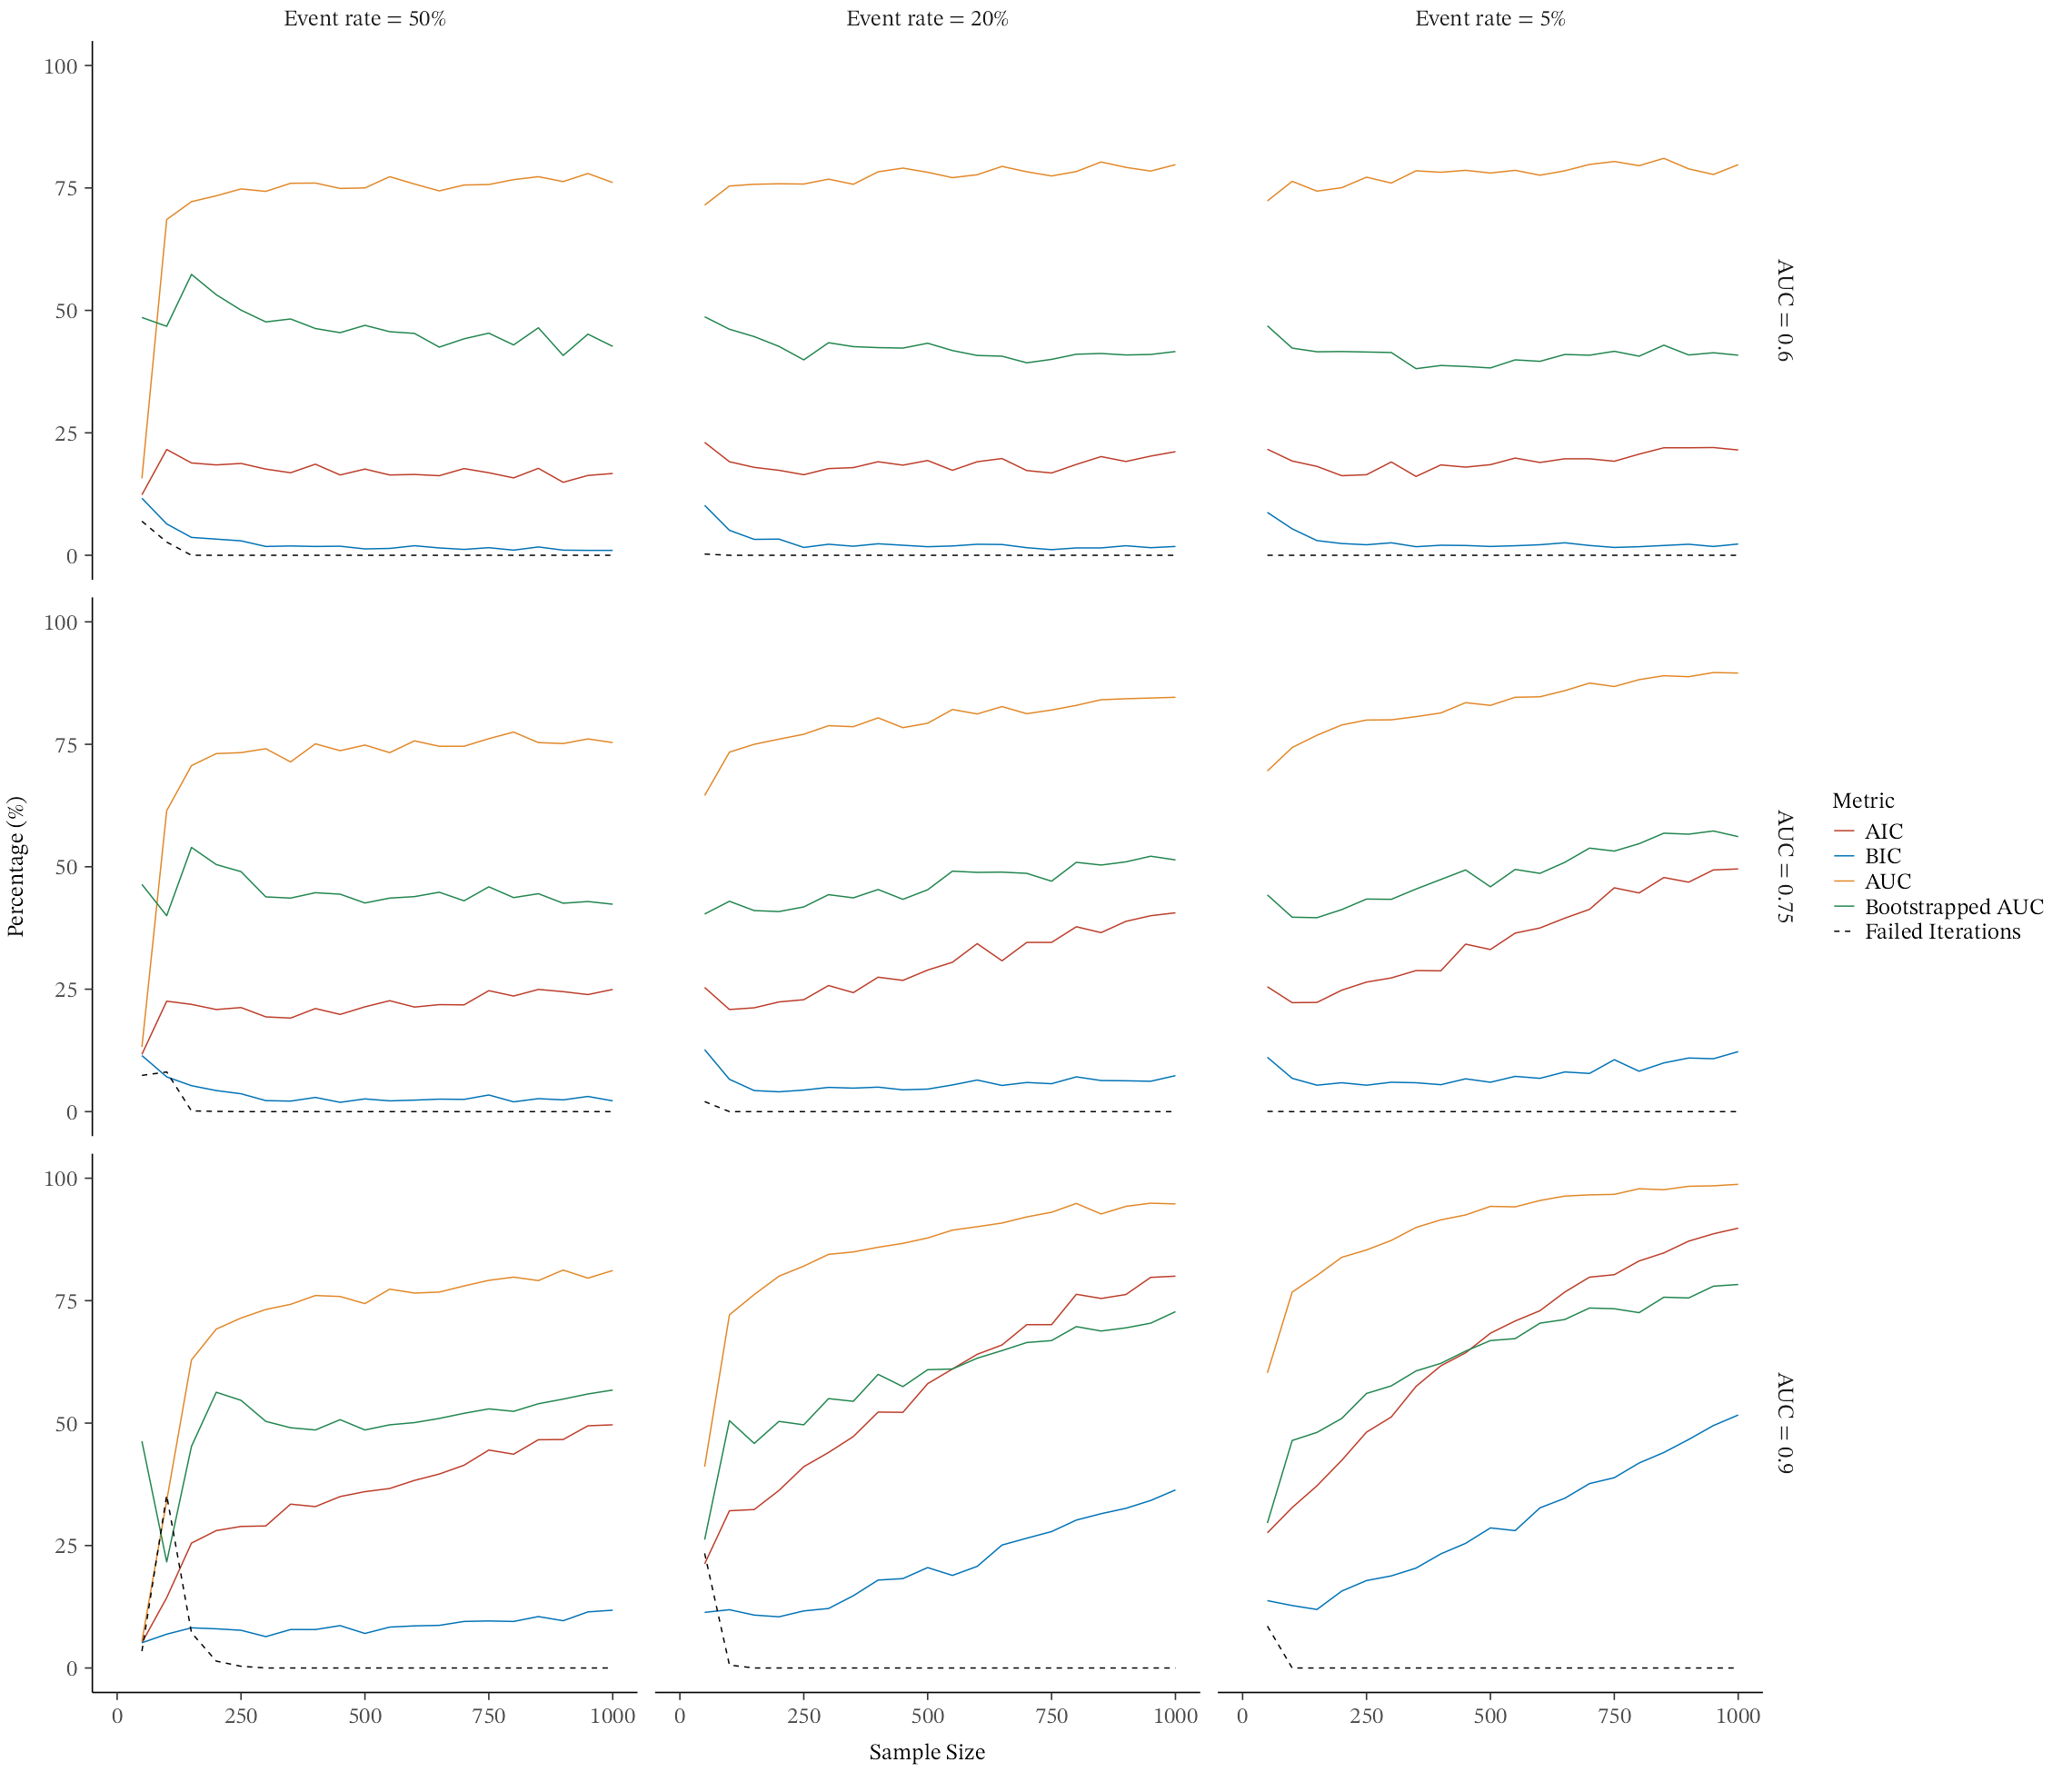 Event rate = 50%
Event rate = 20%
Event rate = 5%
100
75
50
25
0
AUC = 0.6
100
75
50
25
0
AUC = 0.75
100
75
50
25
0
AUC = 0.9
Percentage (%)
0 250 500 750 1000
0 250 500 750 1000
0 250 500 750 1000
Sample Size
Metric
AIC
BIC
AUC
Bootstrapped AUC
Failed Iterations